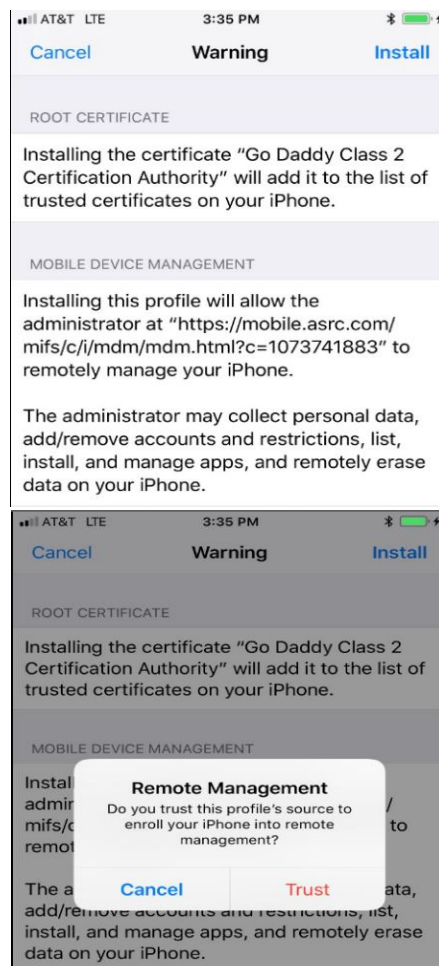 AT&T LTE 3:35 PM
Cancel Warning Install
ROOT CERTIFICATE
Installing the certificate “Go Daddy Class 2
Certification Authority” will add it to the list of
trusted certificates on your iPhone.
MOBILE DEVICE MANAGEMENT
Installing this profile will allow the
administrator at “https://mobile.asrc.com/
mifs/c/i/mdm/mdm.html?c=1073741883” to
remotely manage your iPhone.
The administrator may collect personal data,
add/remove accounts and restrictions, list,
install, and manage apps, and remotely erase
data on your iPhone.
AT&T LTE 3:35 PM
Cancel Warning Install
ROOT CERTIFICATE
Installing the certificate “Go Daddy Class 2
Certification Authority” will add it to the list of
trusted certificates on your iPhone.
MOBILE DEVICE MANAGEMENT
Remote Management
Do you trust this profile's source to
enroll your iPhone into remote
management?
Cancel Trust
add/remove accounts and restrictions, list,
install, and manage apps, and remotely erase
data on your iPhone.